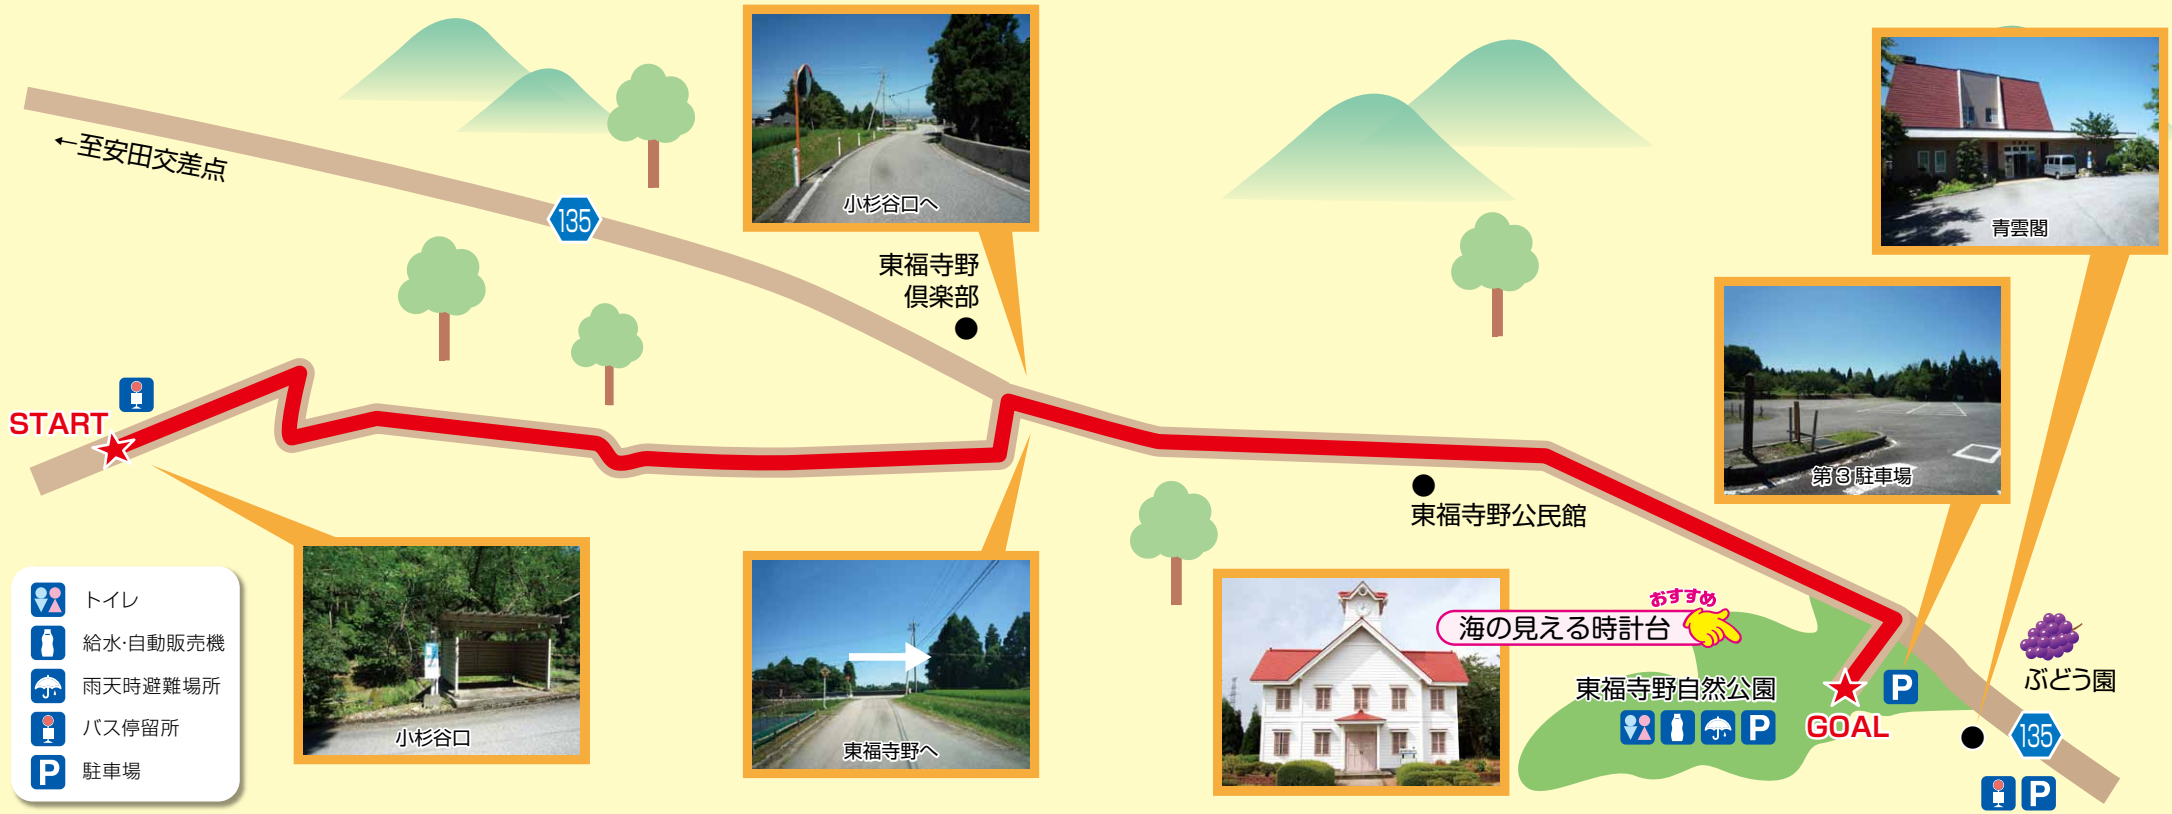 ←至安田交差点
135
小杉谷口へ
東福寺野
倶楽部
青雲閣
第3駐車場
START
東福寺野公民館
小杉谷口
東福寺野へ
おすすめ
海の見える時計台
東福寺野自然公園
P
P
GOAL
ぶどう園
135
P
トイレ
給水・自動販売機
雨天時避難場所
バス停留所
P 駐車場